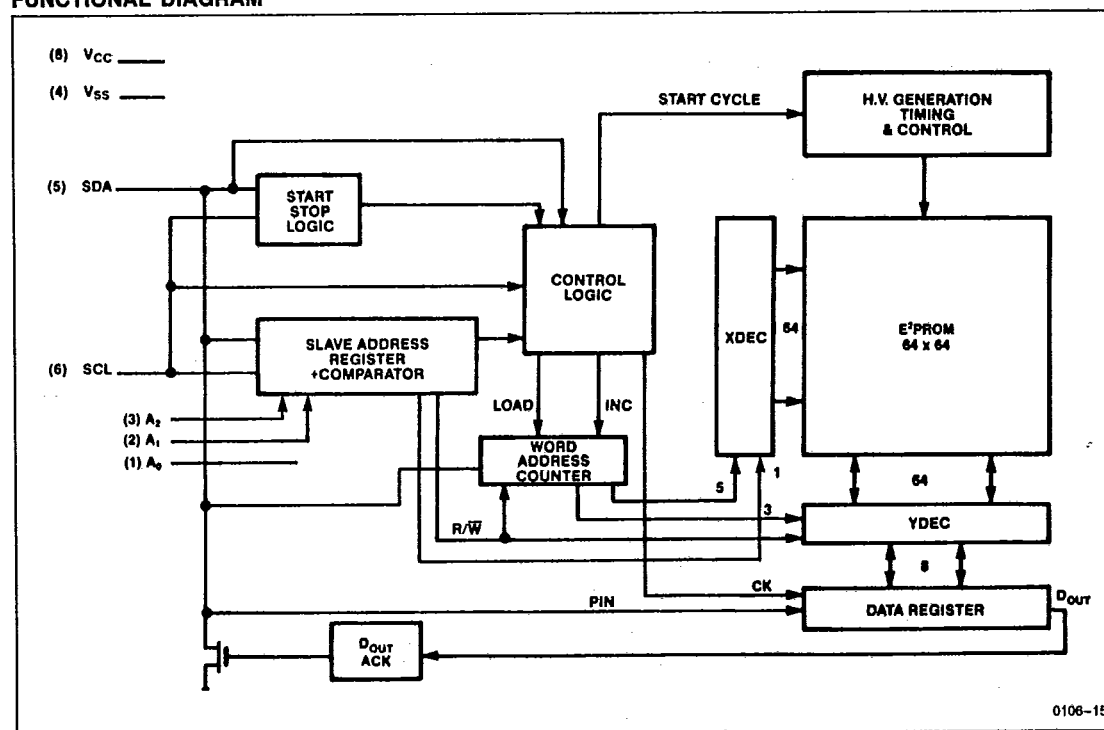 FUNCTIONAL DIAGRAM
(8) VCC
(4) VSS
(5) SDA
(6) SCL
(3) A2
(2) A1
(1) A0
START
STOP
LOGIC
SLAVE ADDRESS
REGISTER
+COMPARATOR
CONTROL
LOGIC
START CYCLE
H.V. GENERATION
TIMING
& CONTROL
LOAD
INC
WORD
ADDRESS
COUNTER
XDEC
64
E²PROM
64 x 64
5
1
64
3
R/W̅
YDEC
8
CK
PIN
DATA REGISTER
DOUT
DOUT
ACK
0106-15